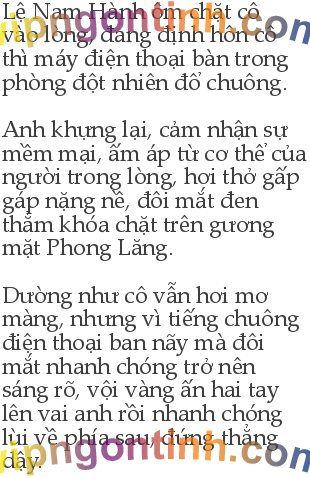 Lê Nam Hành ôm chặt cô
vào lòng, đang định hôn cô
thì máy điện thoại bàn trong
phòng đột nhiên đổ chuông.
Anh khựng lại, cảm nhận sự
mềm mại, ấm áp từ cơ thể của
người trong lòng, hơi thở gấp
gáp nặng nề, đôi mắt đen
thẳm khóa chặt trên gương
mặt Phong Lăng.
Dường như cô vẫn hơi mơ
màng, nhưng vì tiếng chuông
điện thoại ban nãy mà đôi
mắt nhanh chóng trở nên
sáng rõ, vội vàng ấn hai tay
lên vai anh rồi nhanh chóng
lùi về phía sau, đứng thẳng
dậy.
vipngontinh.com
vipngontinh.com